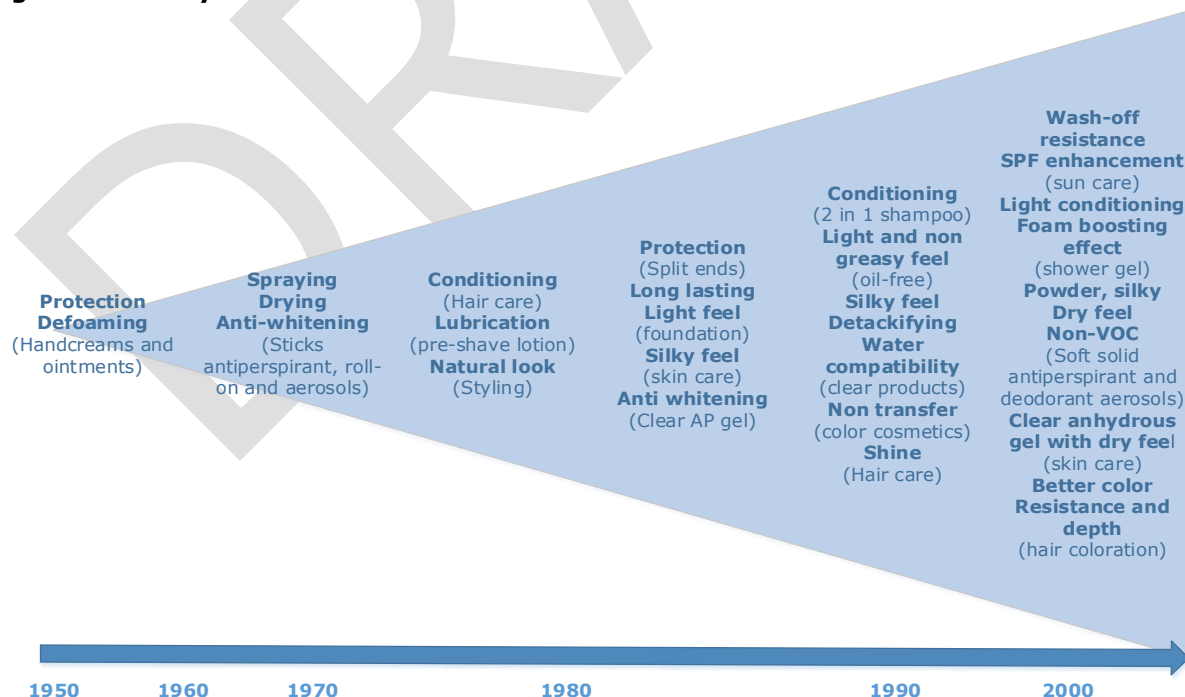 Protection
Defoaming
(Handcreams and
ointments)
Spraying
Drying
Anti-whitening
(Sticks
antiperspirant, roll-
on and aerosols)
Conditioning
(Hair care)
Lubrication
(pre-shave lotion)
Natural look
(Styling)
Protection
(Split ends)
Long lasting
Light feel
(foundation)
Silky feel
(skin care)
Anti whitening
(Clear AP gel)
Conditioning
(2 in 1 shampoo)
Light and non
greasy feel
(oil-free)
Silky feel
Detackifying
Water
compatibility
(clear products)
Non transfer
(color cosmetics)
Shine
(Hair care)
Wash-off
resistance
SPF enhancement
(sun care)
Light conditioning
Foam boosting
effect
(shower gel)
Powder, silky
Dry feel
Non-VOC
(Soft solid
antiperspirant and
deodorant aerosols)
Clear anhydrous
gel with dry feel
(skin care)
Better color
Resistance and
depth
(hair coloration)
1950 1960 1970 1980 1990 2000